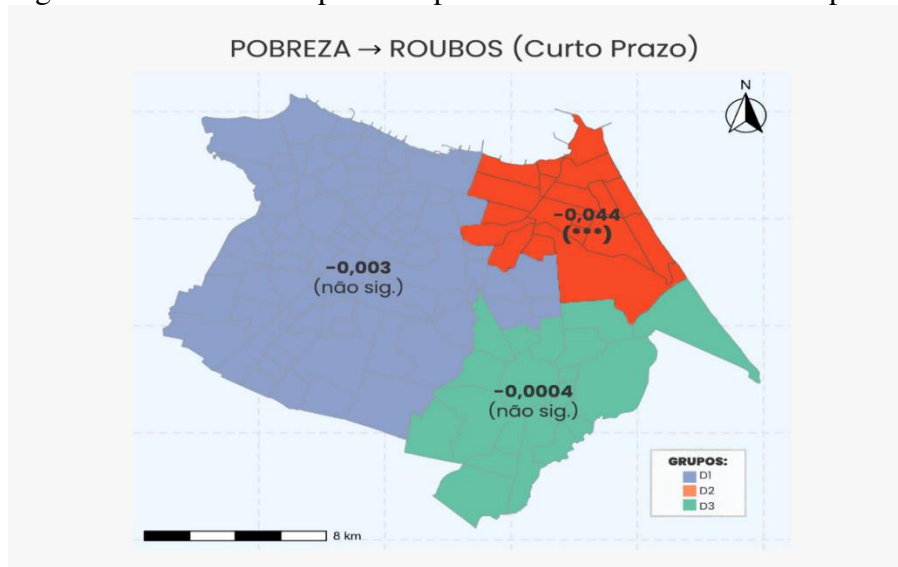 POBREZA → ROUBOS (Curto Prazo)
N
-0,044
(***)
-0,003
(não sig.)
-0,0004
(não sig.)
GRUPOS:
D1
D2
D3
8 km